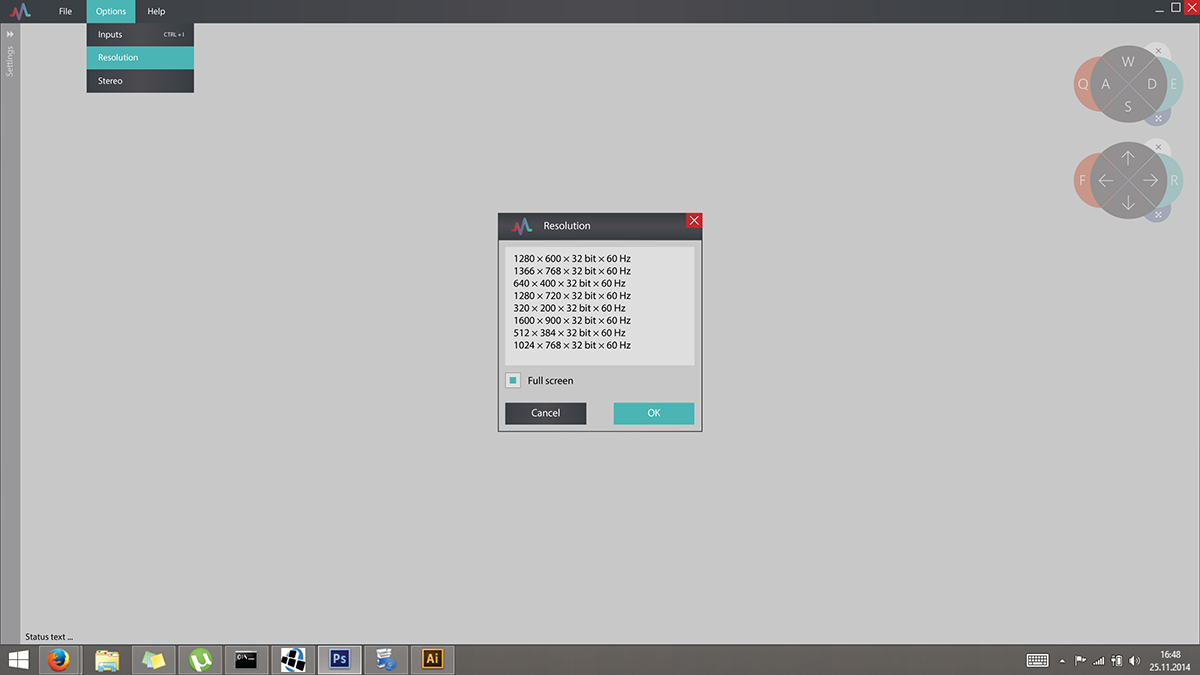 File Options Help
Inputs CTRL + I
Resolution
Stereo
Settings
W
Q A D E
S
F R
Resolution
1280 × 600 × 32 bit × 60 Hz
1366 × 768 × 32 bit × 60 Hz
640 × 400 × 32 bit × 60 Hz
1280 × 720 × 32 bit × 60 Hz
320 × 200 × 32 bit × 60 Hz
1600 × 900 × 32 bit × 60 Hz
512 × 384 × 32 bit × 60 Hz
1024 × 768 × 32 bit × 60 Hz
Full screen
Cancel OK
Status text ...
C:\_
Ps
Ai
16:48
25.11.2014